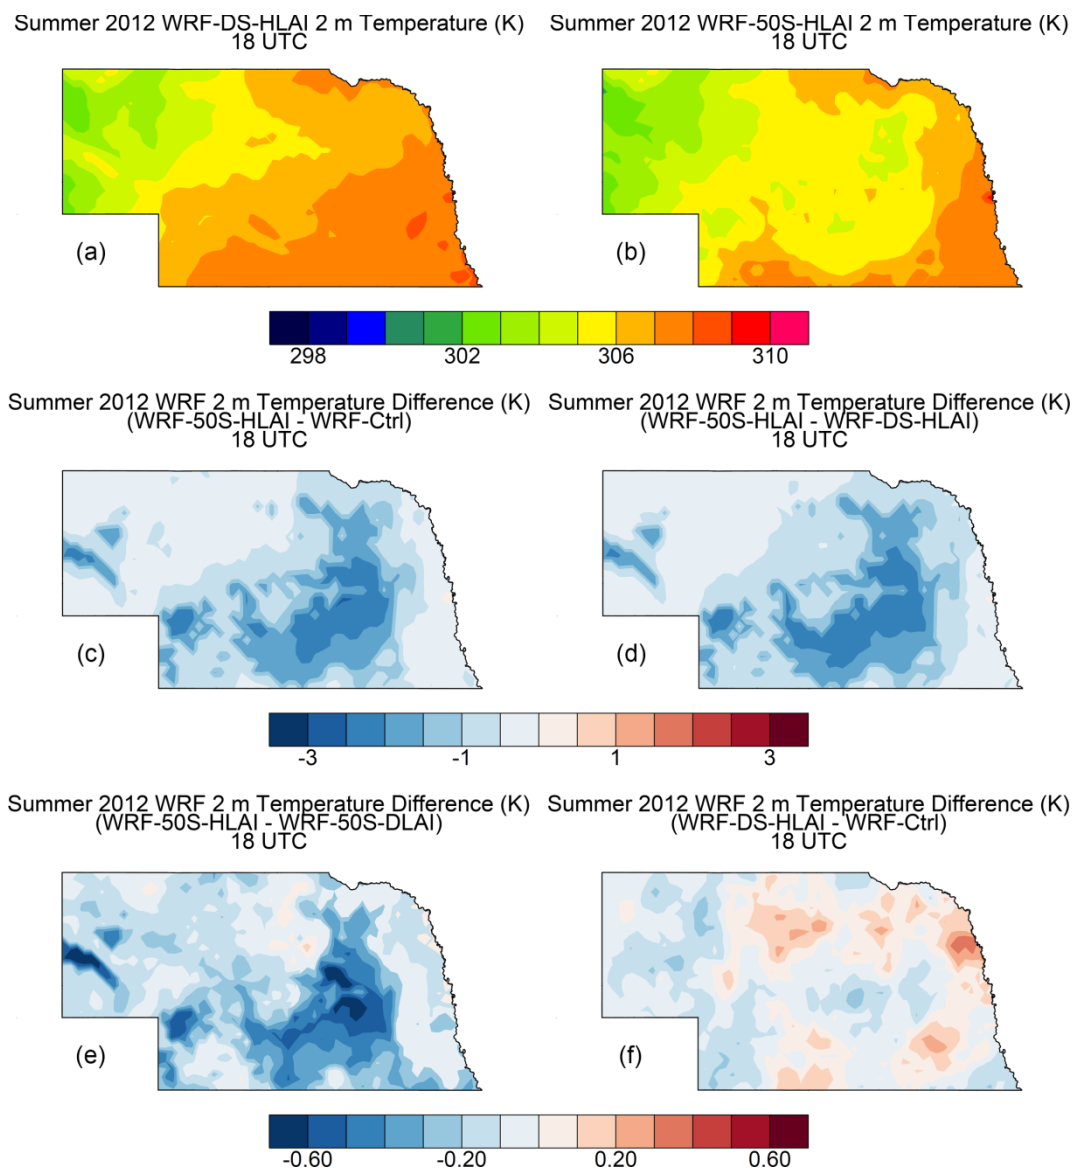 Summer 2012 WRF-DS-HLAI 2 m Temperature (K)
18 UTC
Summer 2012 WRF-50S-HLAI 2 m Temperature (K)
18 UTC
(a)
(b)
298 302 306 310
Summer 2012 WRF 2 m Temperature Difference (K)
(WRF-50S-HLAI - WRF-Ctrl)
18 UTC
Summer 2012 WRF 2 m Temperature Difference (K)
(WRF-50S-HLAI - WRF-DS-HLAI)
18 UTC
(c)
(d)
-3 -1 1 3
Summer 2012 WRF 2 m Temperature Difference (K)
(WRF-50S-HLAI - WRF-50S-DLAI)
18 UTC
Summer 2012 WRF 2 m Temperature Difference (K)
(WRF-DS-HLAI - WRF-Ctrl)
18 UTC
(e)
(f)
-0.60 -0.20 0.20 0.60